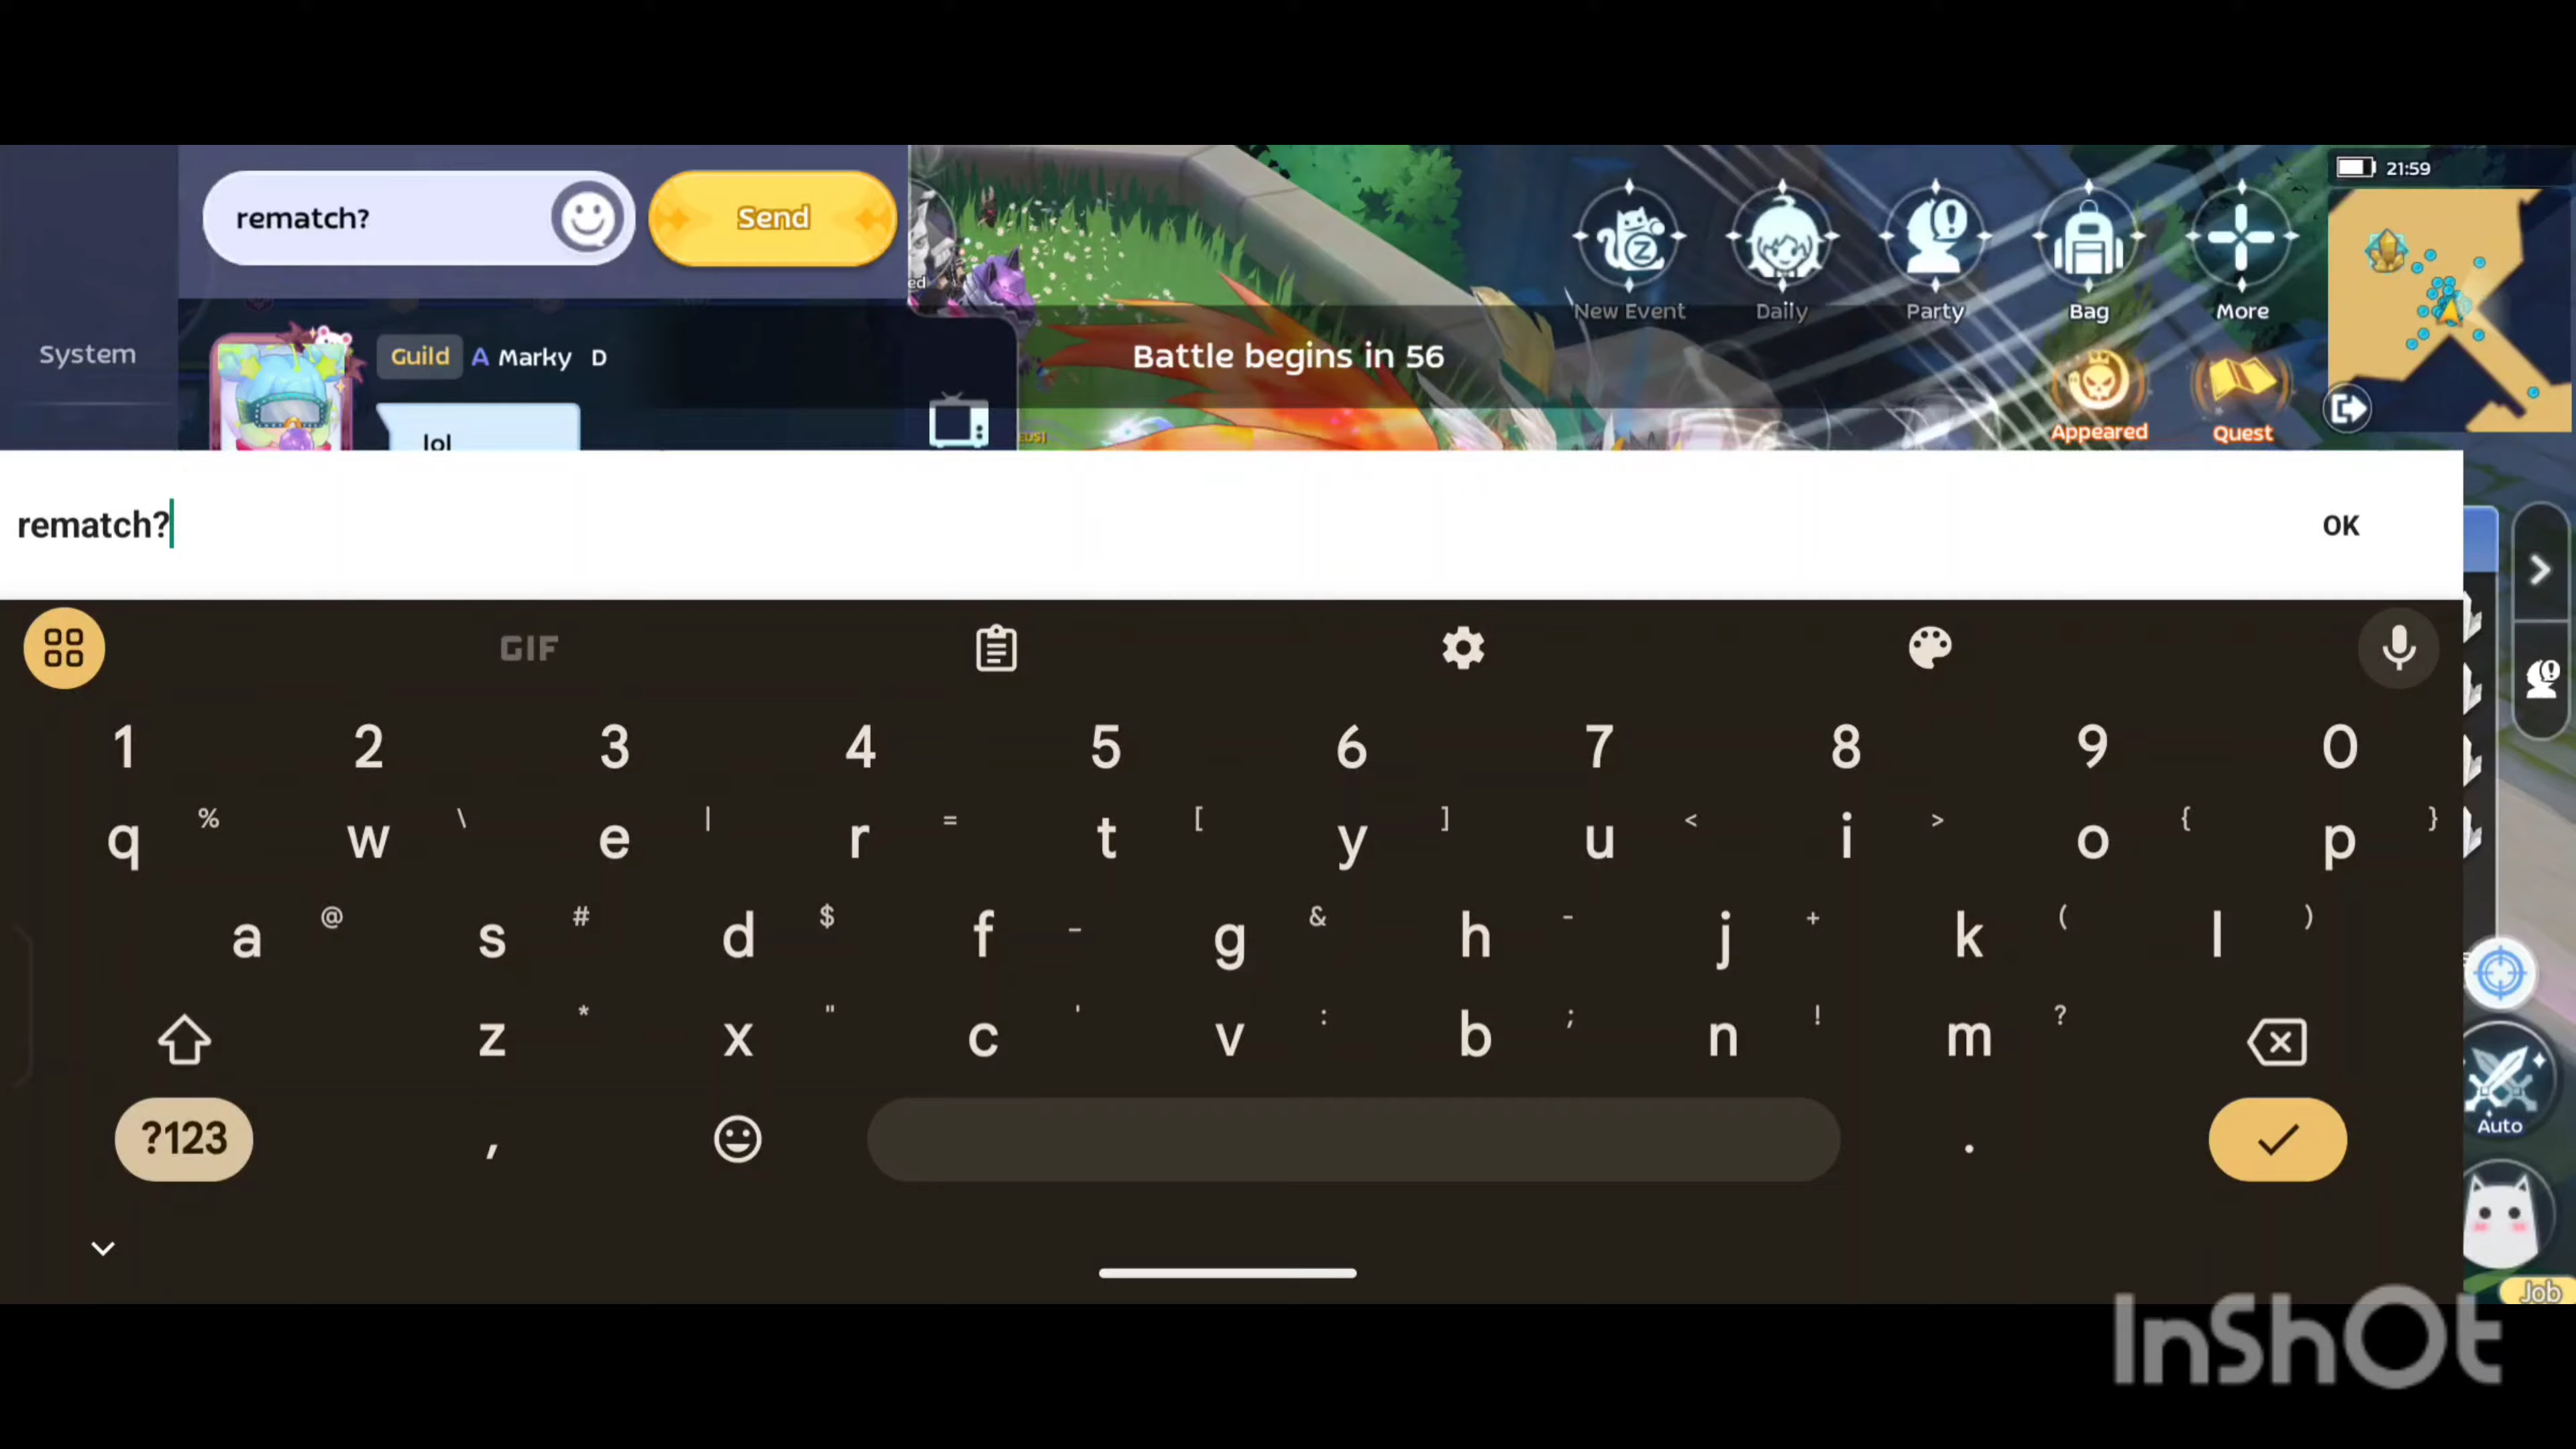 21:59
rematch?
Send
New Event
Daily
Party
Bag
More
System
Guild A Marky D
Battle begins in 56
lol
Appeared
Quest
rematch?
OK
GIF
1 2 3 4 5 6 7 8 9 0
q % w \ e | r = t [ y ] u < i > o { p }
a @ s # d $ f _ g & h - j + k ( l )
z * x " c ' v : b ; n ! m ?
?123 , .
Auto
Job
InShOt